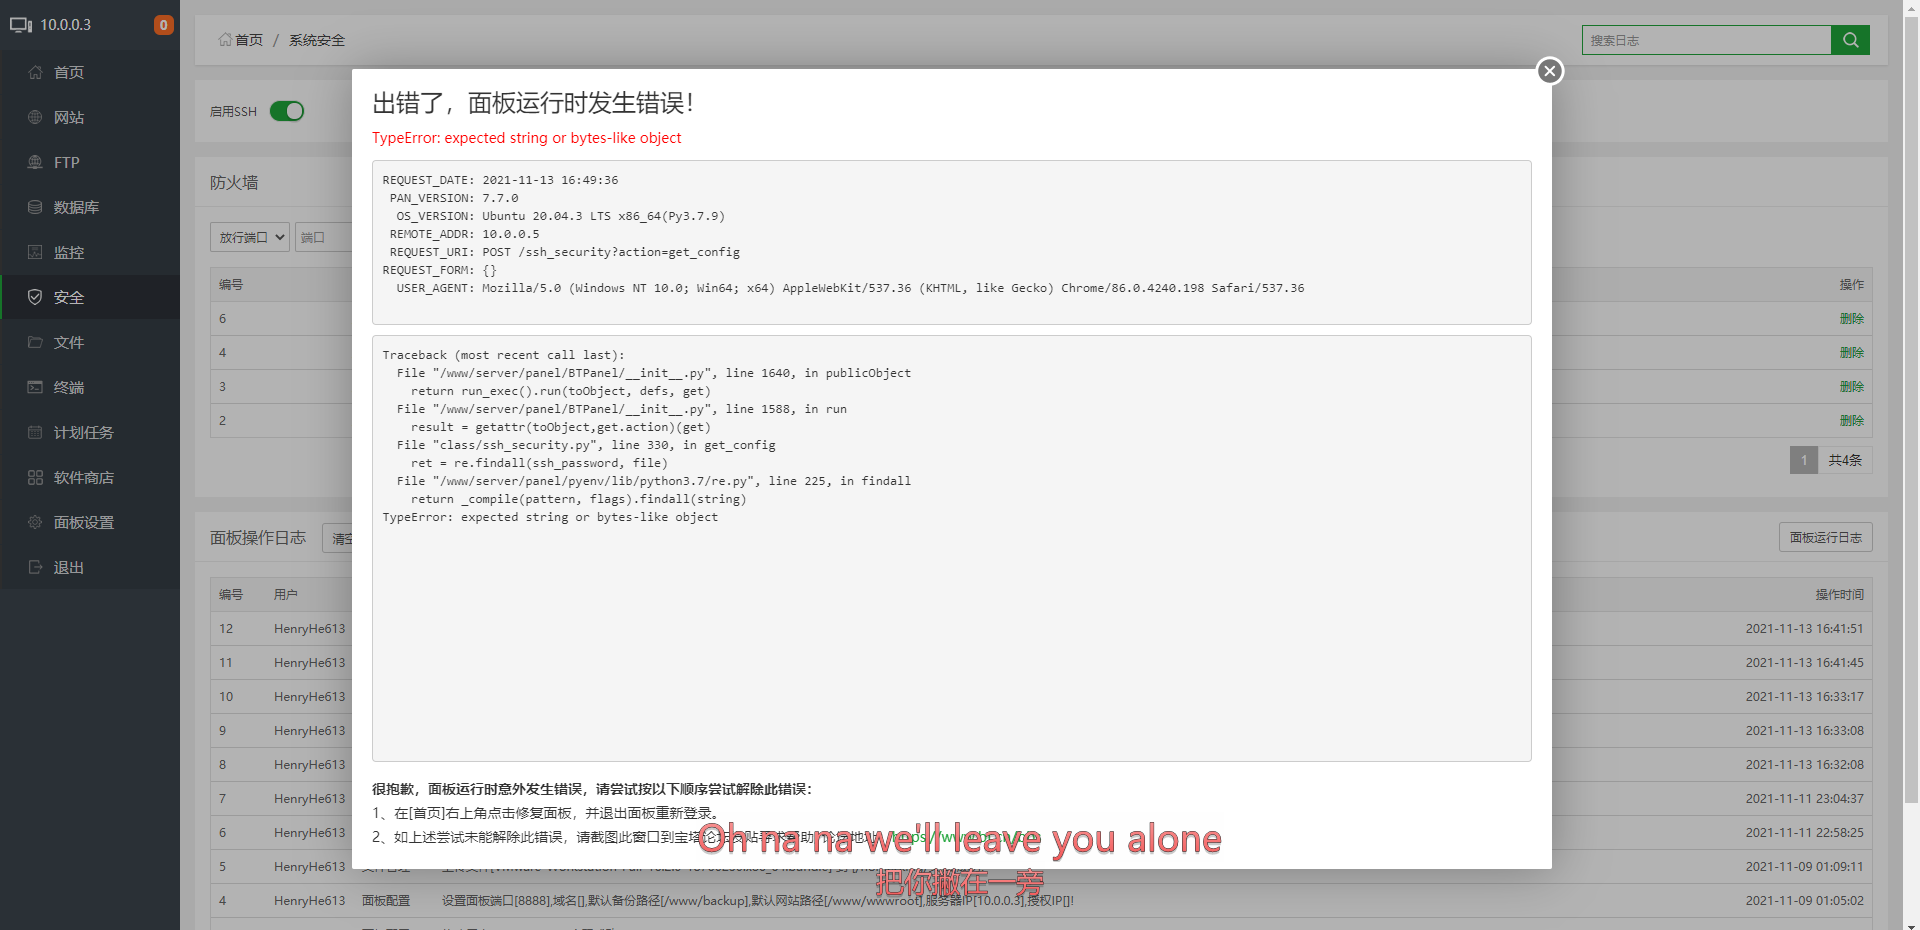 10.0.0.3
0
首页
网站
FTP
数据库
监控
安全
文件
终端
计划任务
软件商店
面板设置
退出
首页 / 系统安全
搜索日志
启用SSH
防火墙
放行端口
端口
编号
操作
6
删除
4
删除
3
删除
2
删除
1
共4条
面板操作日志
清空
面板运行日志
编号 用户
操作时间
12 HenryHe613
2021-11-13 16:41:51
11 HenryHe613
2021-11-13 16:41:45
10 HenryHe613
2021-11-13 16:33:17
9 HenryHe613
2021-11-13 16:33:08
8 HenryHe613
2021-11-13 16:32:08
7 HenryHe613
2021-11-11 23:04:37
6 HenryHe613
2021-11-11 22:58:25
5 HenryHe613
2021-11-09 01:09:11
4 HenryHe613 面板配置 设置面板端口[8888],域名[],默认备份路径[/www/backup],默认网站路径[/www/wwwroot],服务器IP[10.0.0.3],授权IP[]!
2021-11-09 01:05:02
出错了，面板运行时发生错误！
TypeError: expected string or bytes-like object
REQUEST_DATE: 2021-11-13 16:49:36
PAN_VERSION: 7.7.0
OS_VERSION: Ubuntu 20.04.3 LTS x86_64(Py3.7.9)
REMOTE_ADDR: 10.0.0.5
REQUEST_URI: POST /ssh_security?action=get_config
REQUEST_FORM: {}
USER_AGENT: Mozilla/5.0 (Windows NT 10.0; Win64; x64) AppleWebKit/537.36 (KHTML, like Gecko) Chrome/86.0.4240.198 Safari/537.36
Traceback (most recent call last):
File "/www/server/panel/BTPanel/__init__.py", line 1640, in publicObject
return run_exec().run(toObject, defs, get)
File "/www/server/panel/BTPanel/__init__.py", line 1588, in run
result = getattr(toObject,get.action)(get)
File "class/ssh_security.py", line 330, in get_config
ret = re.findall(ssh_password, file)
File "/www/server/panel/pyenv/lib/python3.7/re.py", line 225, in findall
return _compile(pattern, flags).findall(string)
TypeError: expected string or bytes-like object
很抱歉，面板运行时意外发生错误，请尝试按以下顺序尝试解除此错误：
1、在[首页]右上角点击修复面板，并退出面板重新登录。
2、如上述尝试未能解除此错误，请截图此窗口到宝塔论坛发贴寻求帮助
Oh na na we'll leave you alone
把你撇在一旁